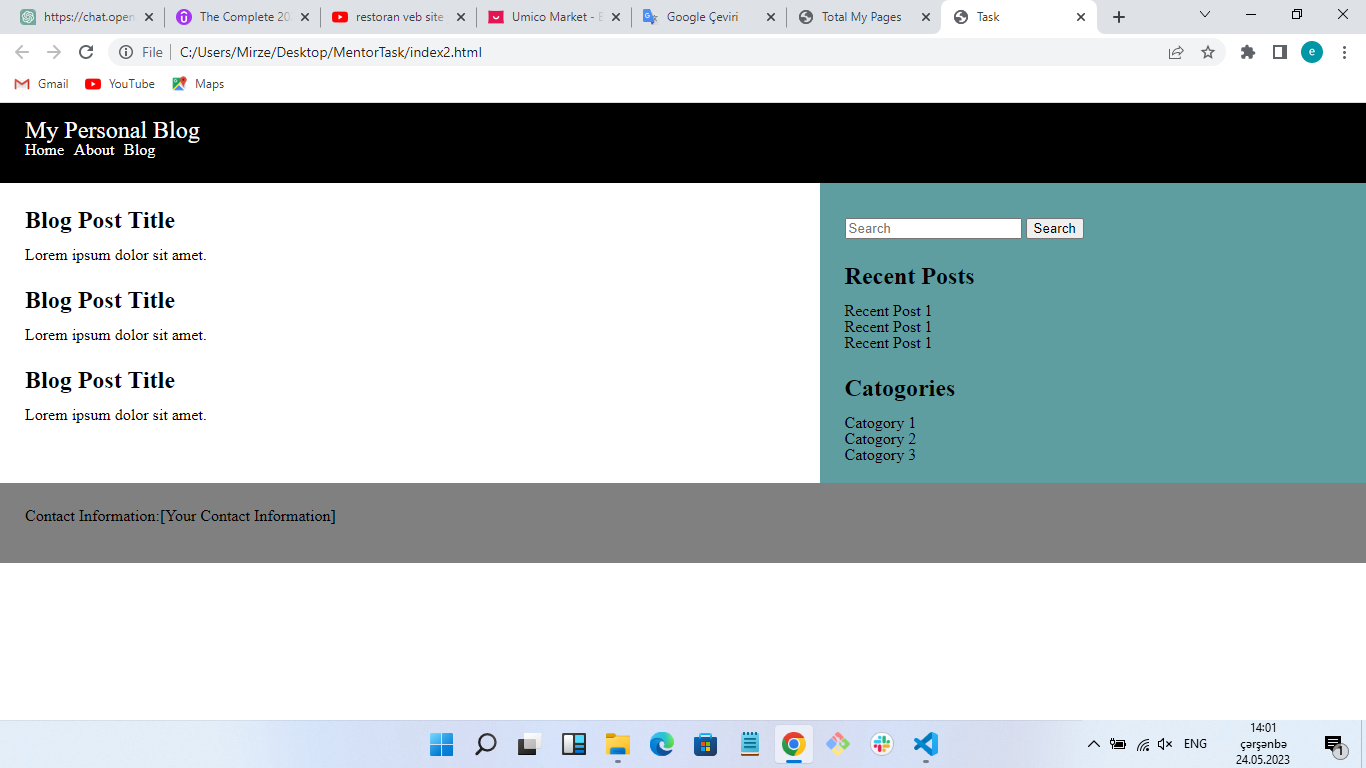 https://chat.open
The Complete 20
restoran veb site
Umico Market - B
Google Çeviri
Total My Pages
Task
File
C:/Users/Mirze/Desktop/MentorTask/index2.html
e
Gmail
YouTube
Maps
My Personal Blog
Home About Blog
Blog Post Title
Lorem ipsum dolor sit amet.
Blog Post Title
Lorem ipsum dolor sit amet.
Blog Post Title
Lorem ipsum dolor sit amet.
Search Search
Recent Posts
Recent Post 1
Recent Post 1
Recent Post 1
Catogories
Catogory 1
Catogory 2
Catogory 3
Contact Information:[Your Contact Information]
ENG
14:01
çərşənbə
24.05.2023
1